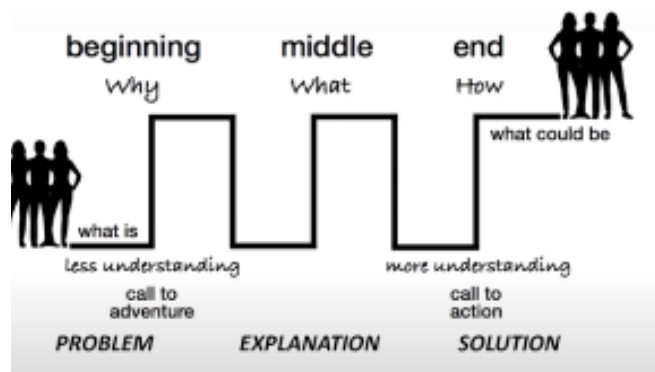 beginning middle end
Why What How
what could be
what is
less understanding more understanding
call to adventure call to action
PROBLEM EXPLANATION SOLUTION